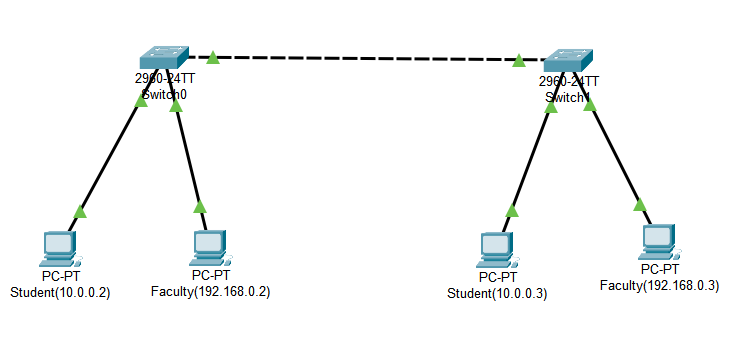 2960-24TT
Switch0
2960-24TT
Switch1
PC-PT
Student(10.0.0.2)
PC-PT
Faculty(192.168.0.2)
PC-PT
Student(10.0.0.3)
PC-PT
Faculty(192.168.0.3)